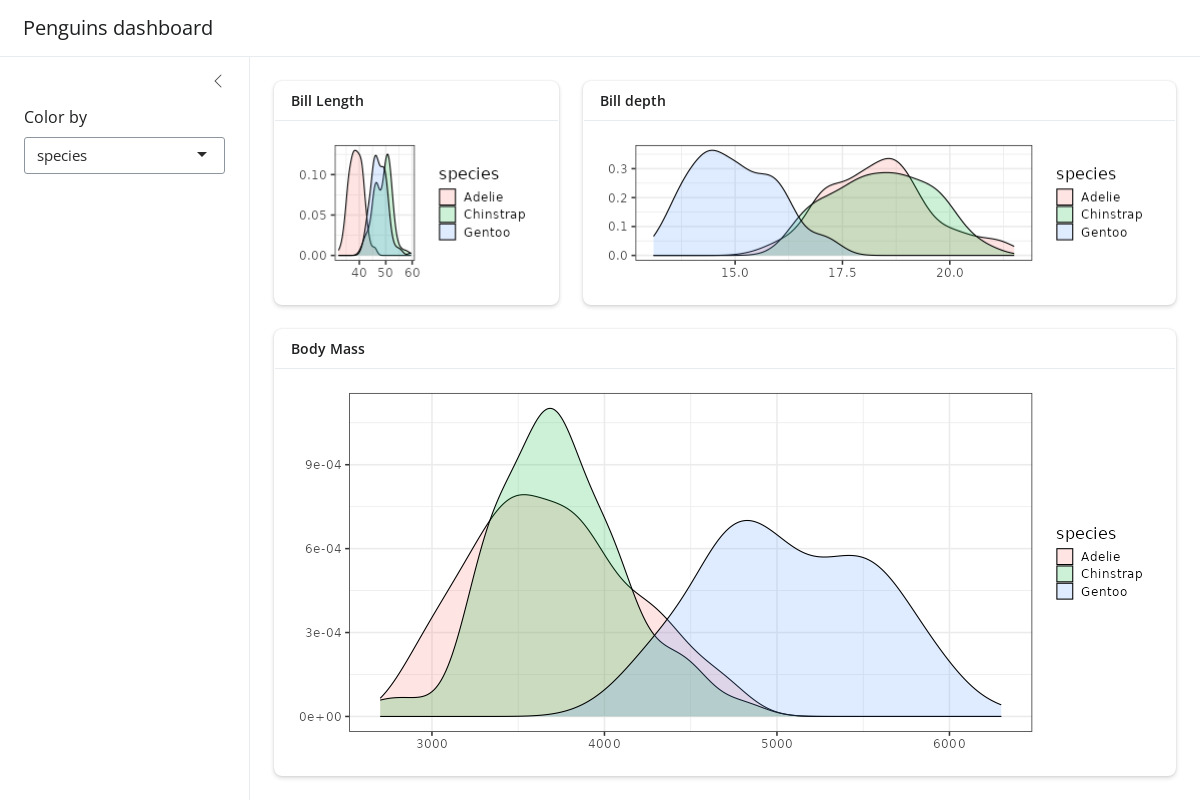 Penguins dashboard
Color by
species
Bill Length
0.10
0.05
0.00
40 50 60
species
Adelie
Chinstrap
Gentoo
Bill depth
0.3
0.2
0.1
0.0
15.0 17.5 20.0
species
Adelie
Chinstrap
Gentoo
Body Mass
9e-04
6e-04
3e-04
0e+00
3000 4000 5000 6000
species
Adelie
Chinstrap
Gentoo